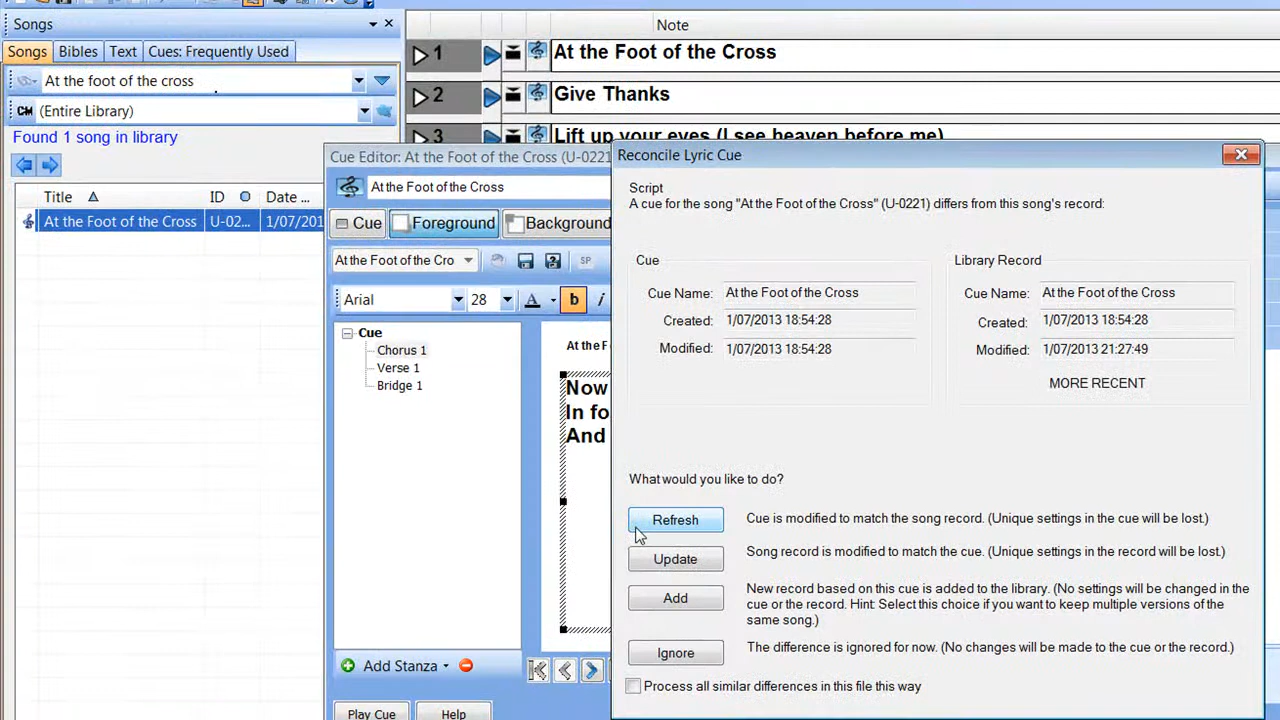 Songs
Songs Bibles Text Cues: Frequently Used
At the foot of the cross
CM (Entire Library)
Found 1 song in library
Title ID Date ...
At the Foot of the Cross U-02... 1/07/201
Note
1 At the Foot of the Cross
2 Give Thanks
3 Lift up your eyes (I see heaven before me)
Cue Editor: At the Foot of the Cross (U-0221
At the Foot of the Cross
Cue Foreground Background
At the Foot of the Cro SP
Arial 28 A b i
Cue
Chorus 1
Verse 1
Bridge 1
At the F
Now
In fo
And
Add Stanza
Play Cue Help
Reconcile Lyric Cue
Script
A cue for the song "At the Foot of the Cross" (U-0221) differs from this song's record:
Cue
Cue Name: At the Foot of the Cross
Created: 1/07/2013 18:54:28
Modified: 1/07/2013 18:54:28
Library Record
Cue Name: At the Foot of the Cross
Created: 1/07/2013 18:54:28
Modified: 1/07/2013 21:27:49
MORE RECENT
What would you like to do?
Refresh Cue is modified to match the song record. (Unique settings in the cue will be lost.)
Update Song record is modified to match the cue. (Unique settings in the record will be lost.)
Add New record based on this cue is added to the library. (No settings will be changed in the
cue or the record. Hint: Select this choice if you want to keep multiple versions of the
same song.)
Ignore The difference is ignored for now. (No changes will be made to the cue or the record.)
Process all similar differences in this file this way